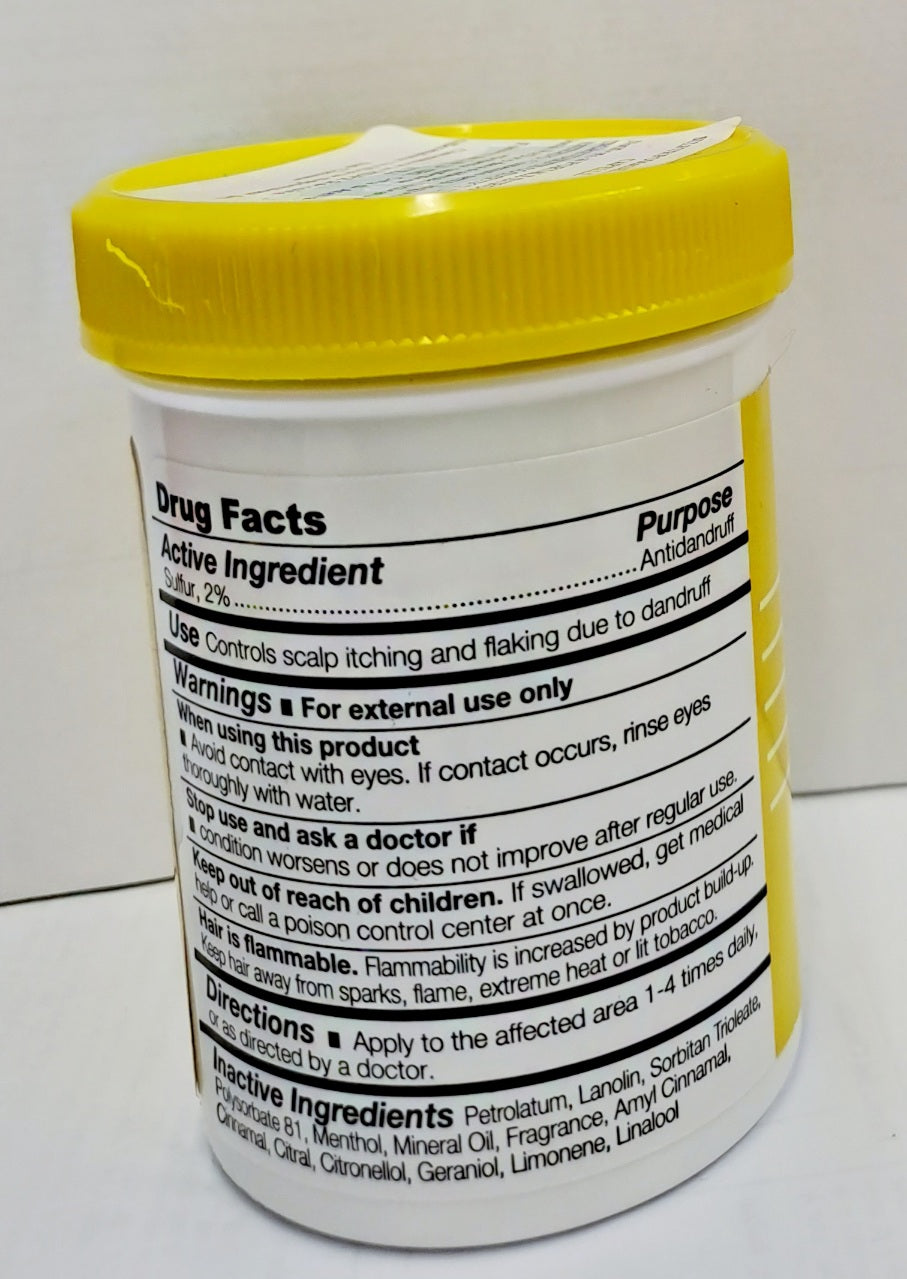 Drug Facts
Active Ingredient Purpose
Sulfur, 2%..........................................................Antidandruff
Use Controls scalp itching and flaking due to dandruff
Warnings ■ For external use only
When using this product
■ Avoid contact with eyes. If contact occurs, rinse eyes
thoroughly with water.
Stop use and ask a doctor if
■ condition worsens or does not improve after regular use.
Keep out of reach of children. If swallowed, get medical
help or call a poison control center at once.
Hair is flammable. Flammability is increased by product build-up.
Keep hair away from sparks, flame, extreme heat or lit tobacco.
Directions ■ Apply to the affected area 1-4 times daily,
or as directed by a doctor.
Inactive Ingredients Petrolatum, Lanolin, Sorbitan Trioleate,
Polysorbate 81, Menthol, Mineral Oil, Fragrance, Amyl Cinnamal,
Cinnamal, Citral, Citronellol, Geraniol, Limonene, Linalool